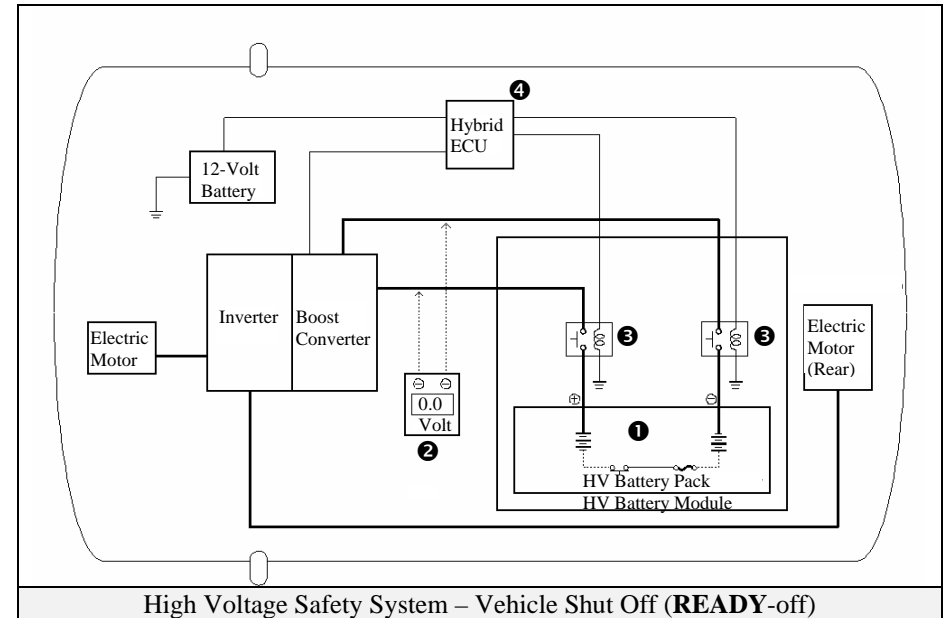 ❹
Hybrid
ECU
12-Volt
Battery
Inverter
Boost
Converter
Electric
Motor
❸
❸
Electric
Motor
(Rear)
0.0
Volt
❷
❶
HV Battery Pack
HV Battery Module
High Voltage Safety System – Vehicle Shut Off (READY-off)